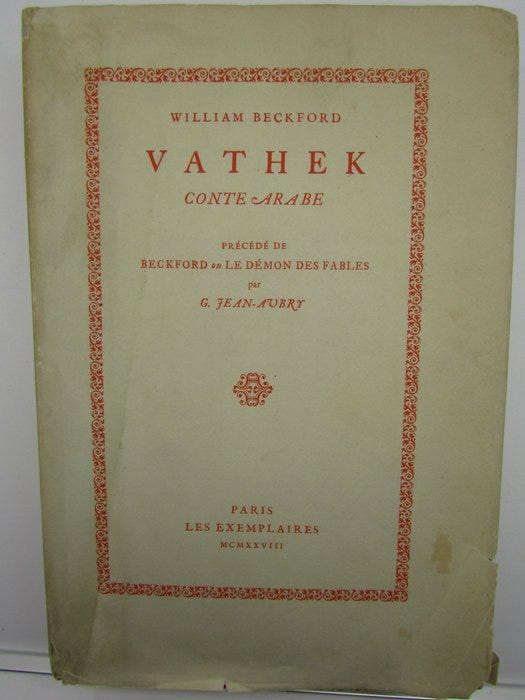 WILLIAM BECKFORD
VATHEK
CONTE ARABE
PRÉCÉDÉ DE
BECKFORD ou LE DÉMON DES FABLES
par
G. JEAN-AUBRY
PARIS
LES EXEMPLAIRES
MCMXXVIII